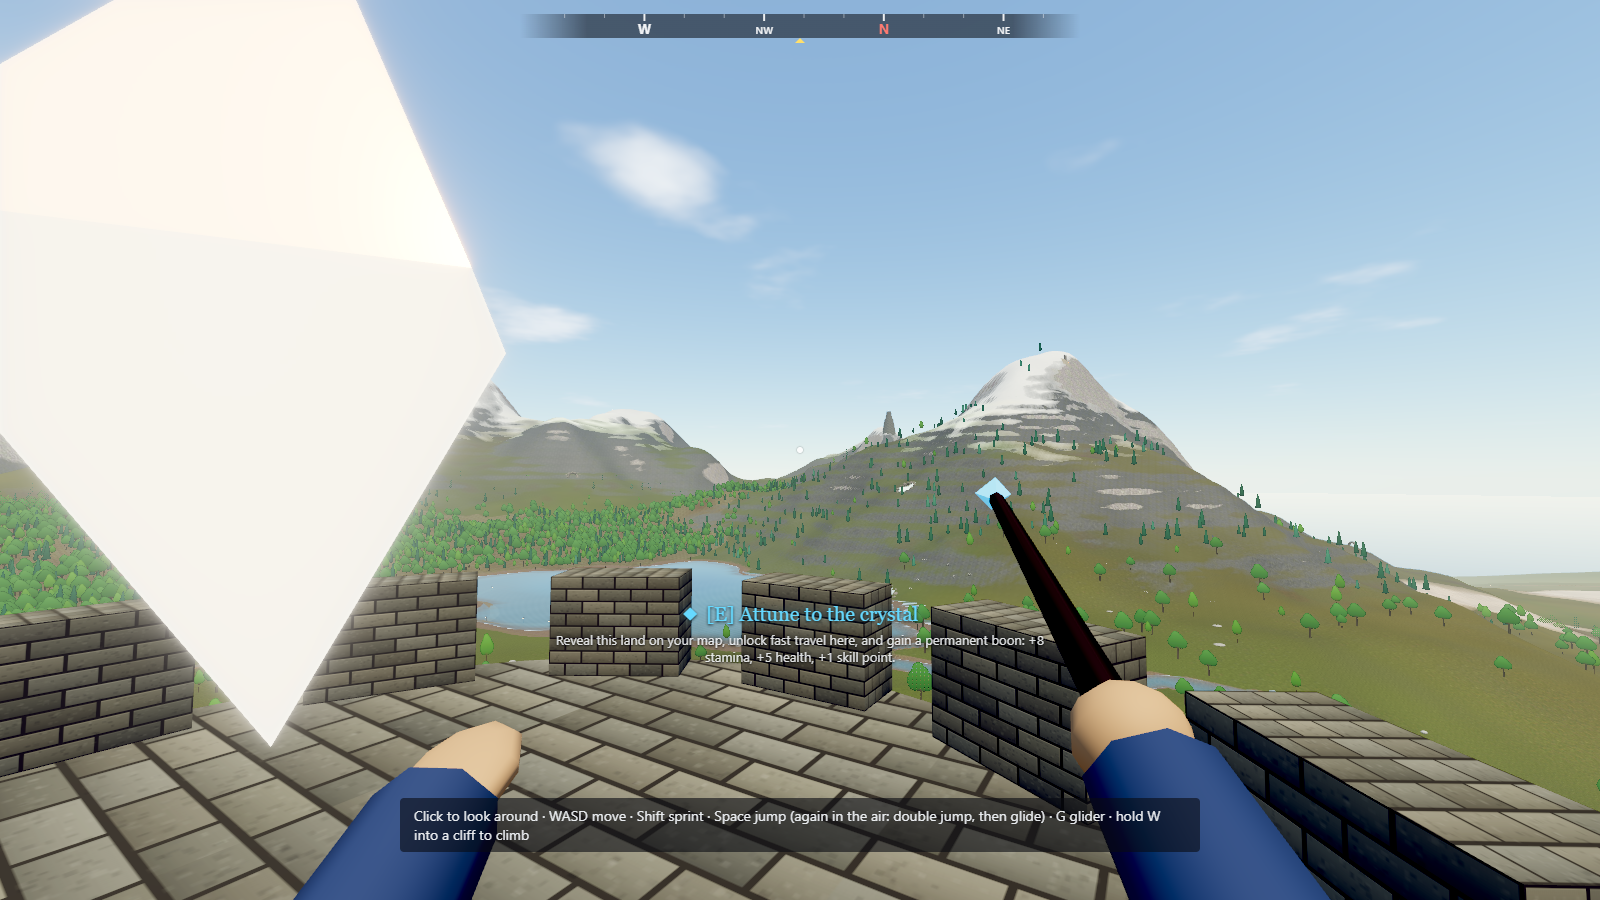 W NW N NE
[E] Attune to the crystal
Reveal this land on your map, unlock fast travel here, and gain a permanent boon: +8
stamina, +5 health, +1 skill point.
Click to look around · WASD move · Shift sprint · Space jump (again in the air: double jump, then glide) · G glider · hold W
into a cliff to climb